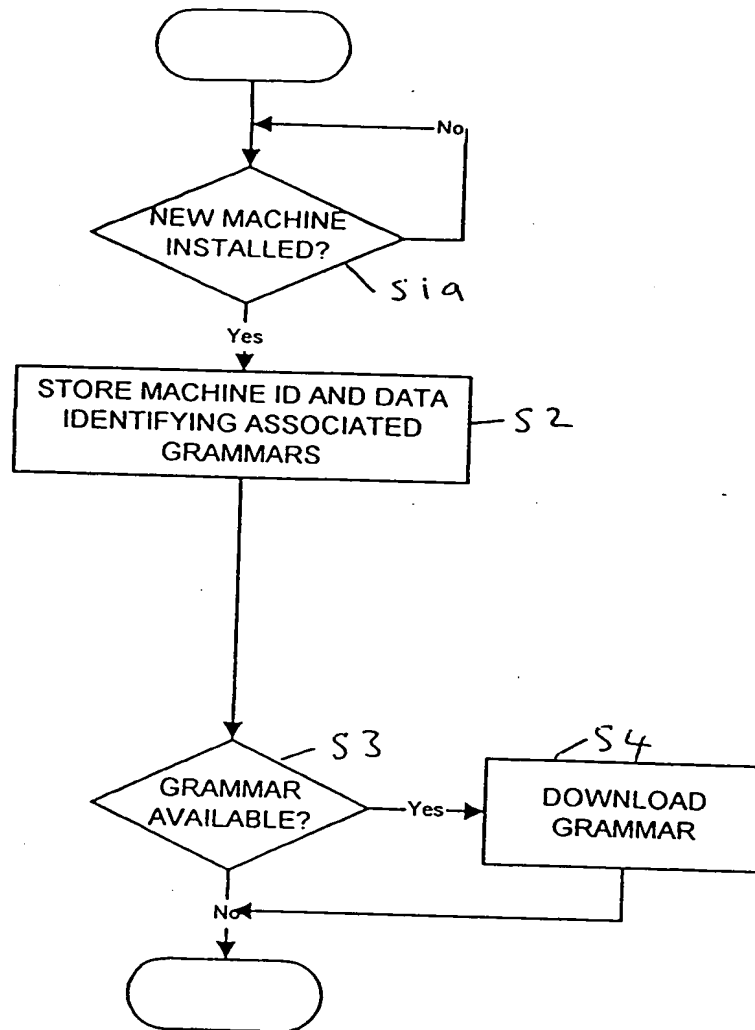 No
NEW MACHINE
INSTALLED?
S1a
Yes
STORE MACHINE ID AND DATA
IDENTIFYING ASSOCIATED
GRAMMARS
S2
S3
GRAMMAR
AVAILABLE?
Yes
S4
DOWNLOAD
GRAMMAR
No